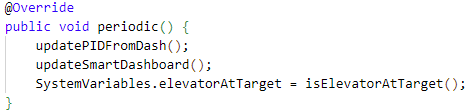 @Override
public void periodic() {
    updatePIDFromDash();
    updateSmartDashboard();
    SystemVariables.elevatorAtTarget = isElevatorAtTarget();
}